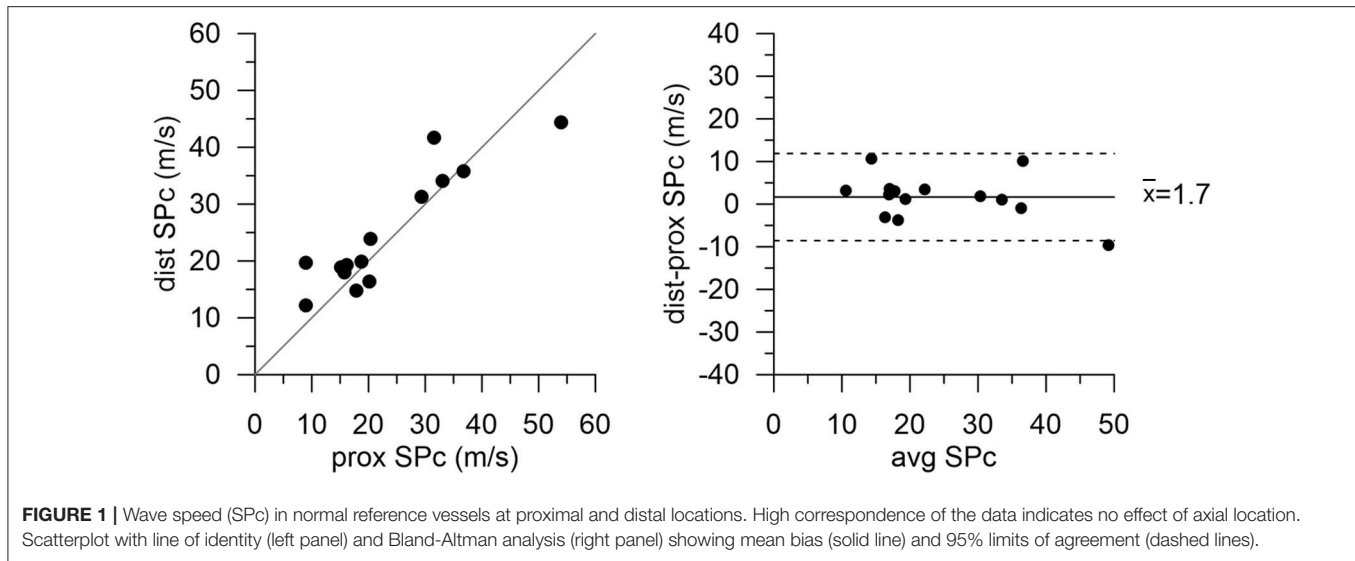 60
50
40
30
20
10
0
dist SPc (m/s)
0 10 20 30 40 50 60
prox SPc (m/s)
40
30
20
10
0
-10
-20
-30
-40
dist-prox SPc (m/s)
x̅=1.7
0 10 20 30 40 50
avg SPc
FIGURE 1 | Wave speed (SPc) in normal reference vessels at proximal and distal locations. High correspondence of the data indicates no effect of axial location.
Scatterplot with line of identity (left panel) and Bland-Altman analysis (right panel) showing mean bias (solid line) and 95% limits of agreement (dashed lines).